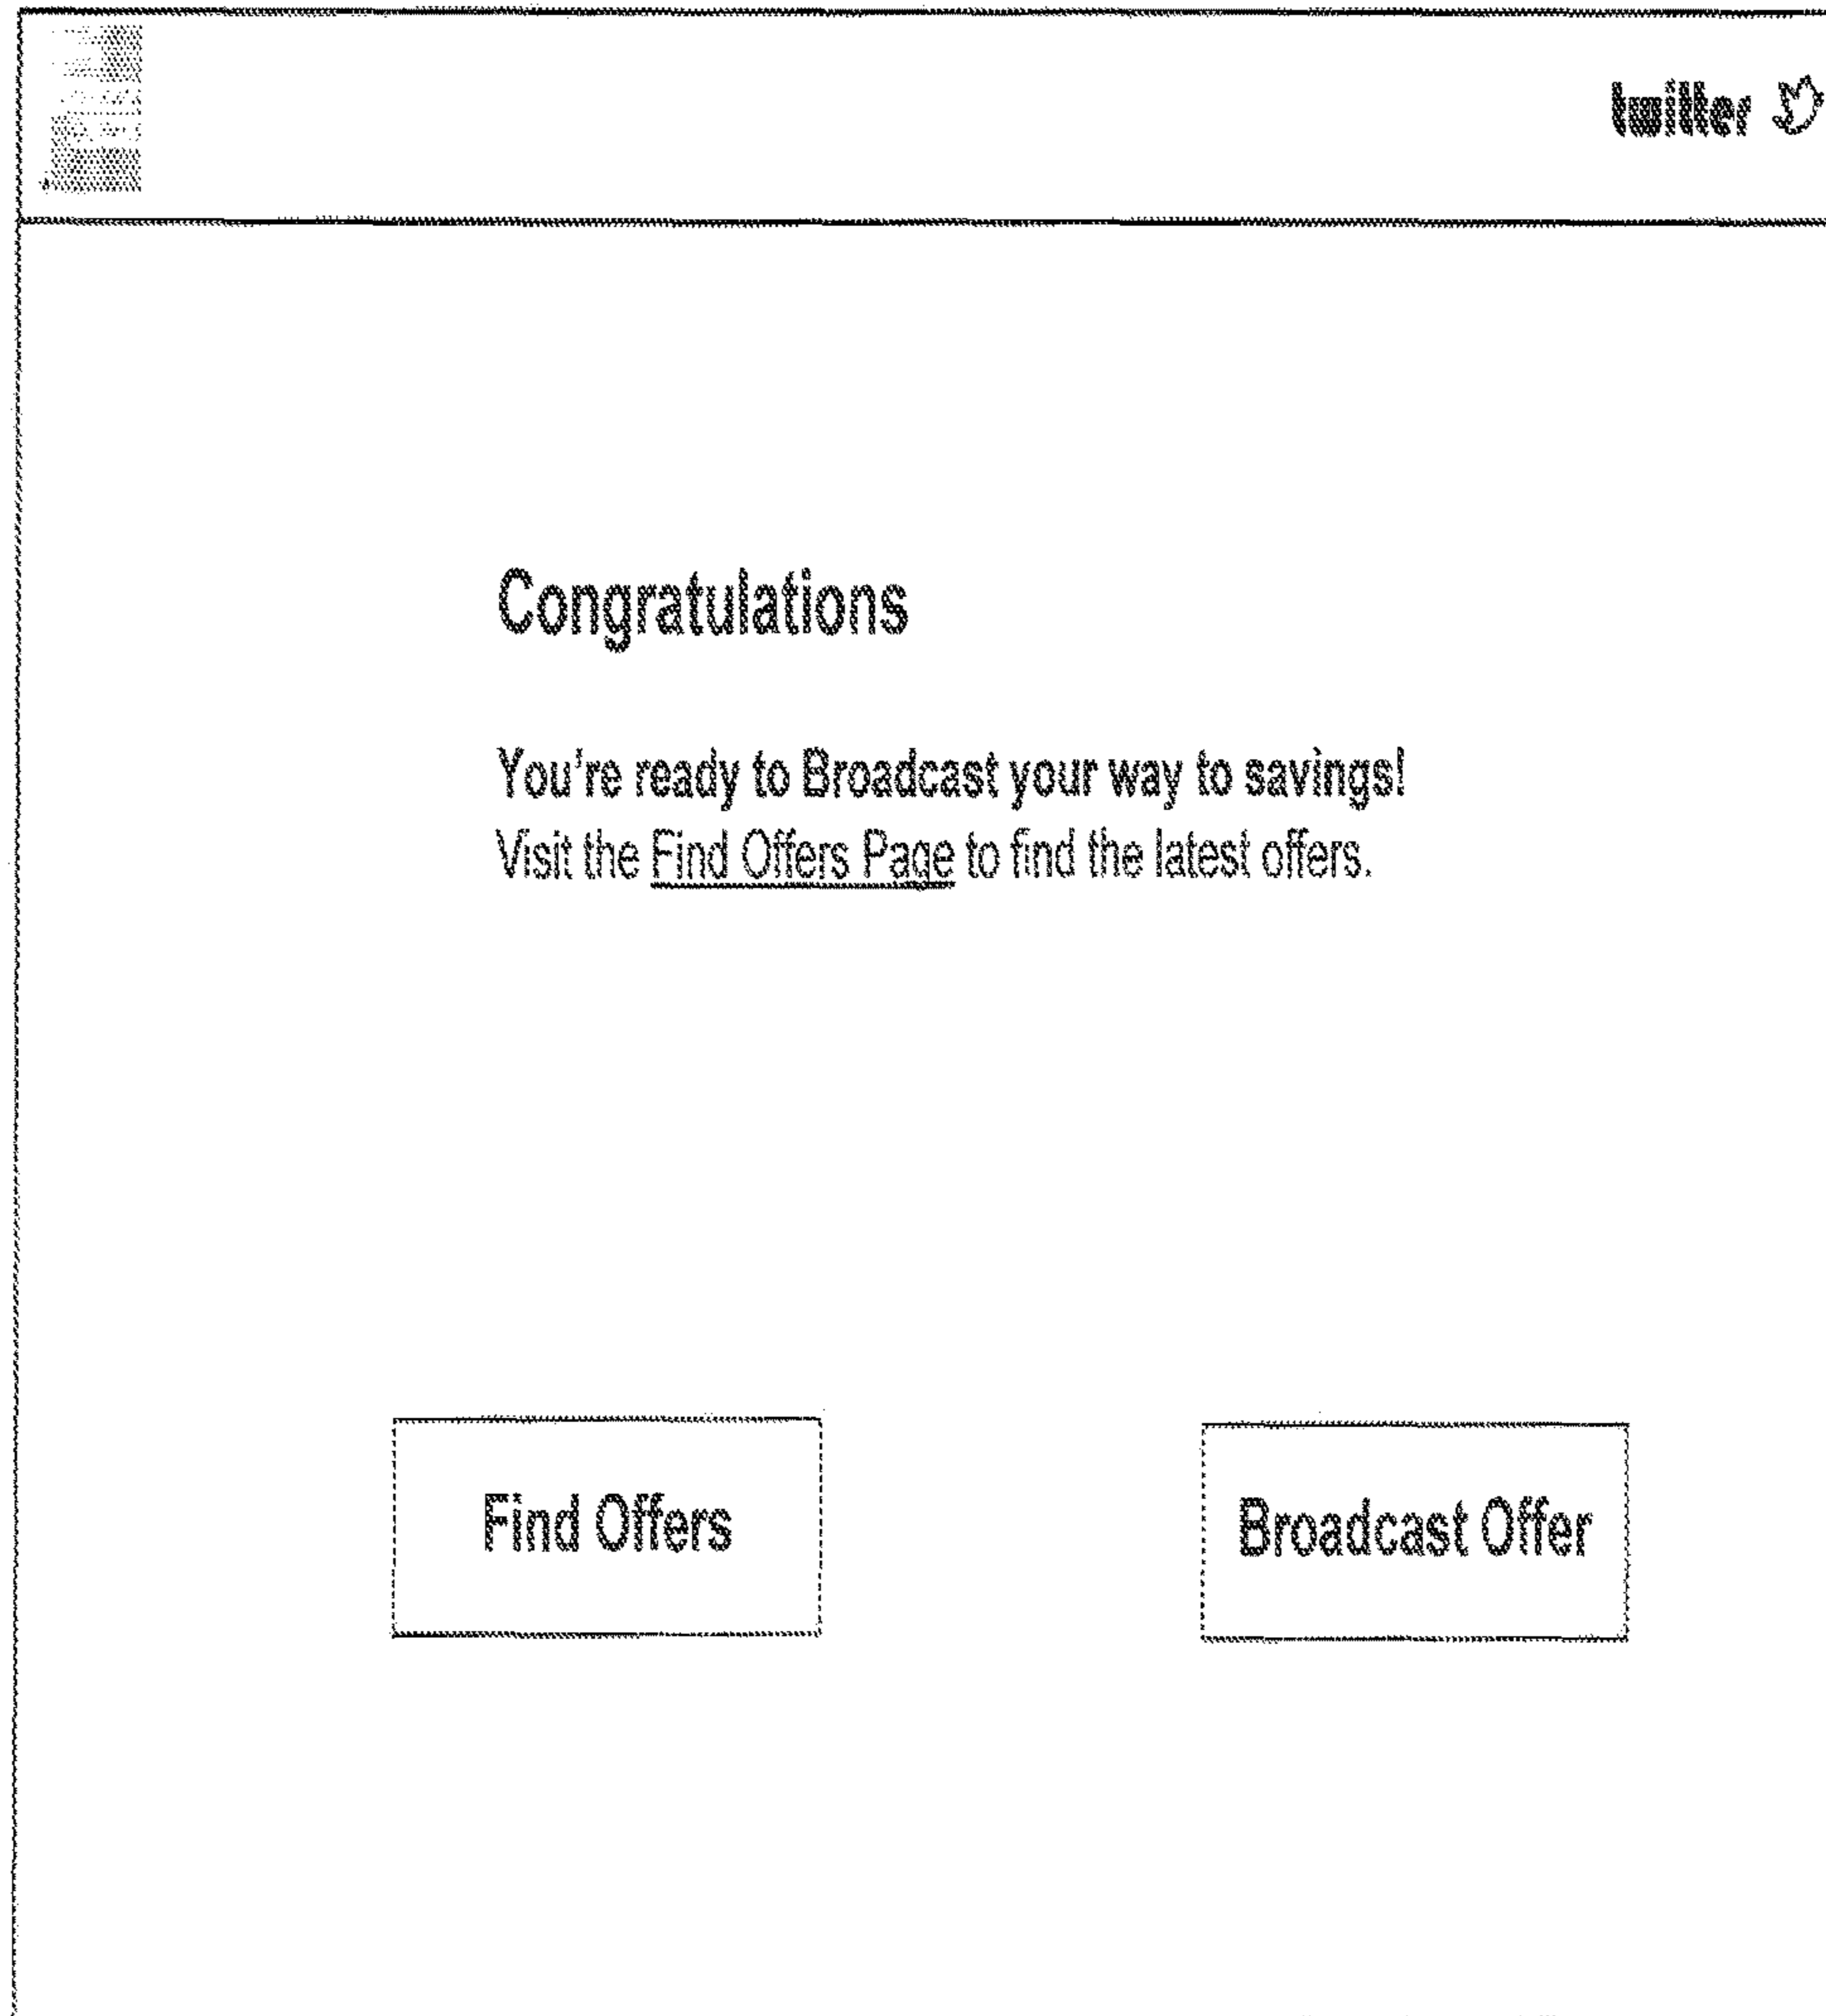 twitter
Congratulations
You're ready to Broadcast your way to savings!
Visit the Find Offers Page to find the latest offers.
Find Offers
Broadcast Offer